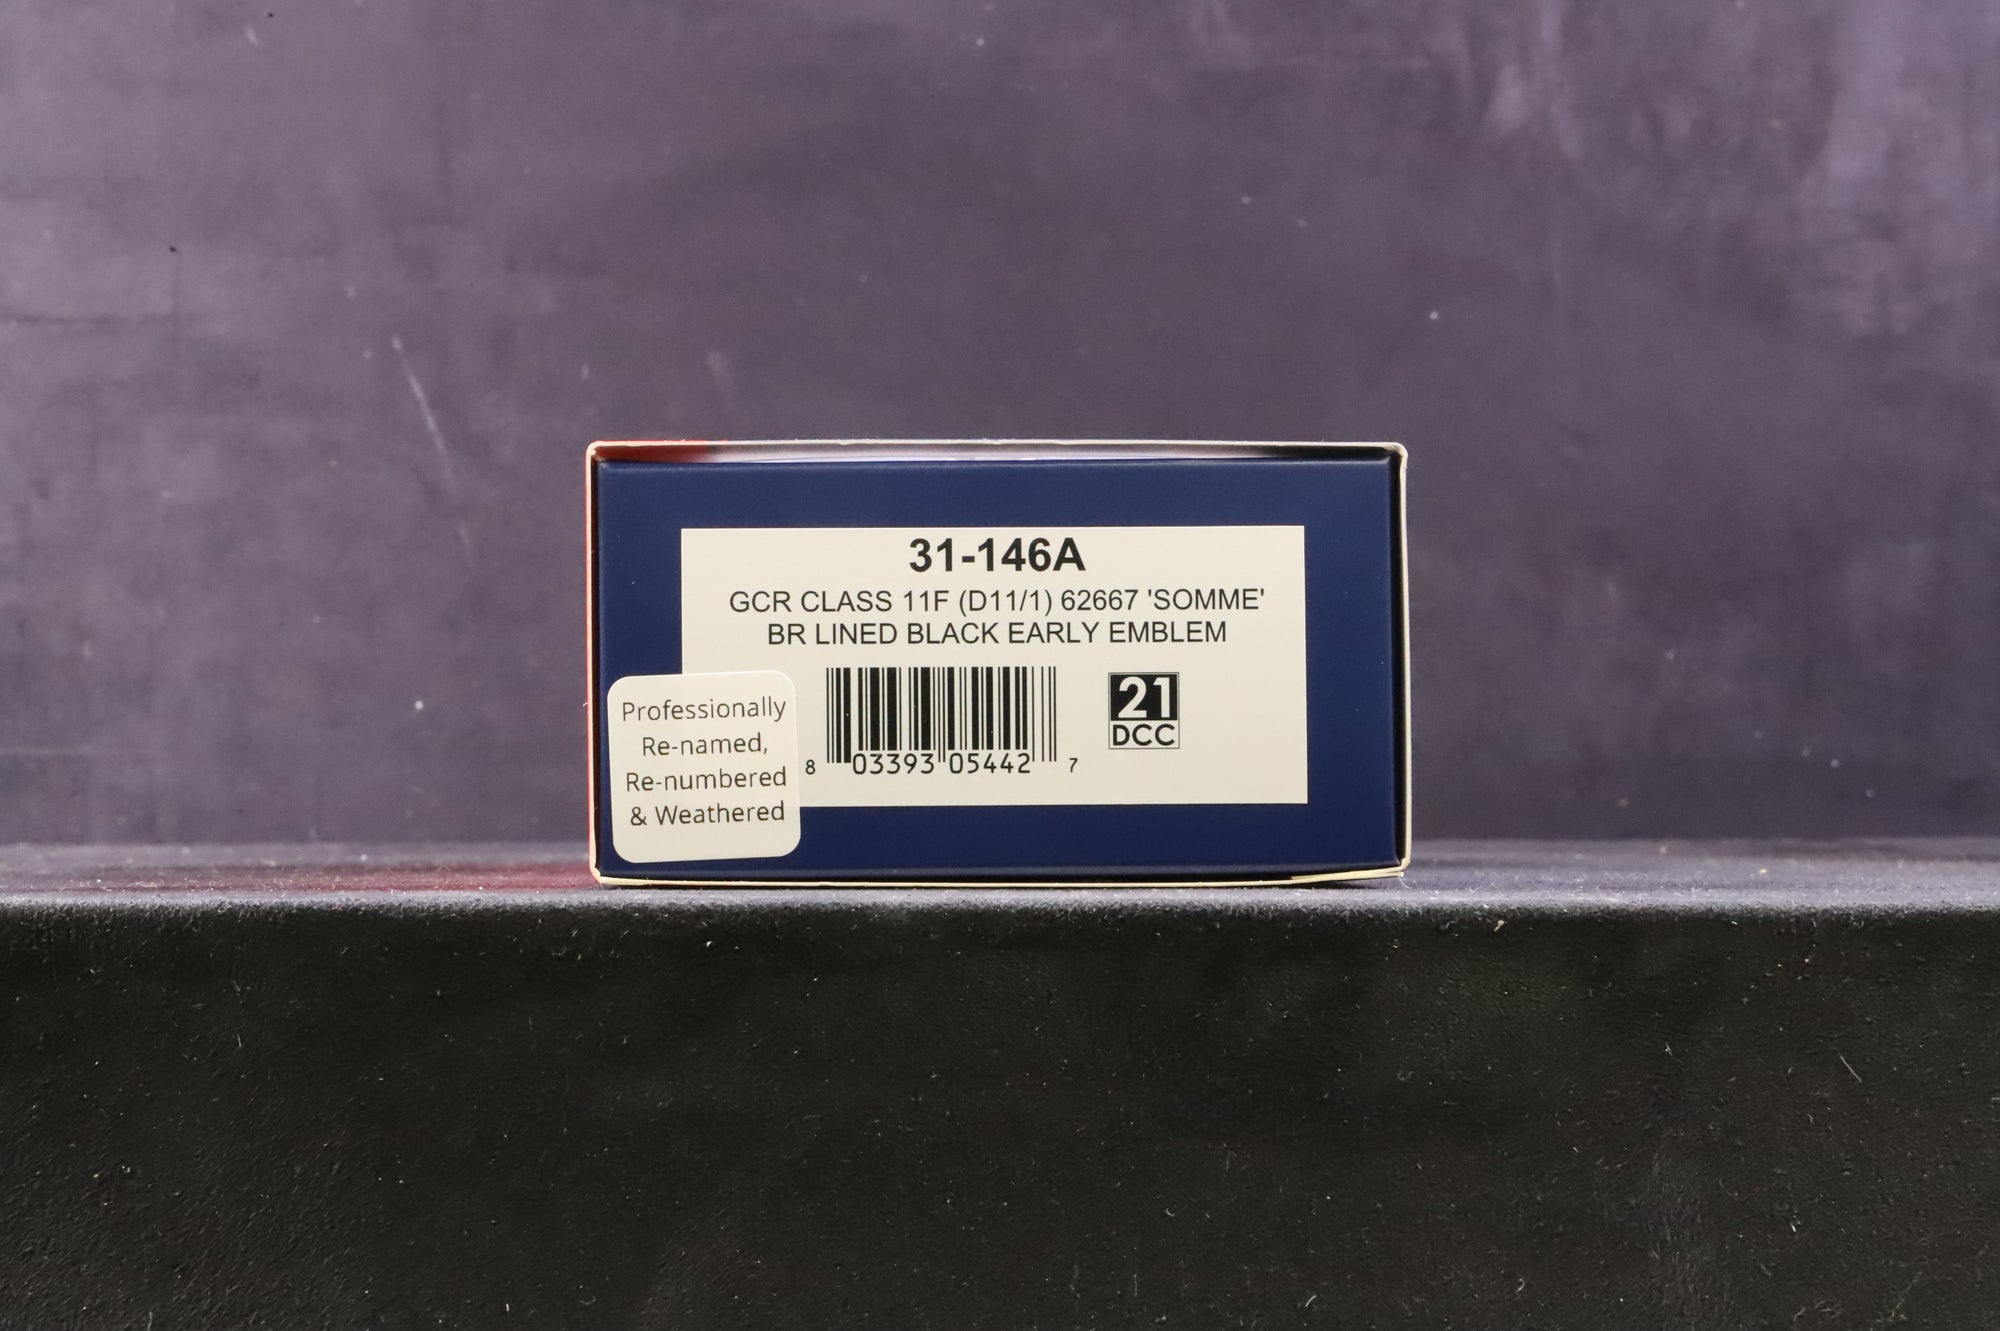 31-146A
GCR CLASS 11F (D11/1) 62667 'SOMME'
BR LINED BLACK EARLY EMBLEM
8 03393 05442 7
21
DCC
Professionally
Re-named,
Re-numbered
& Weathered